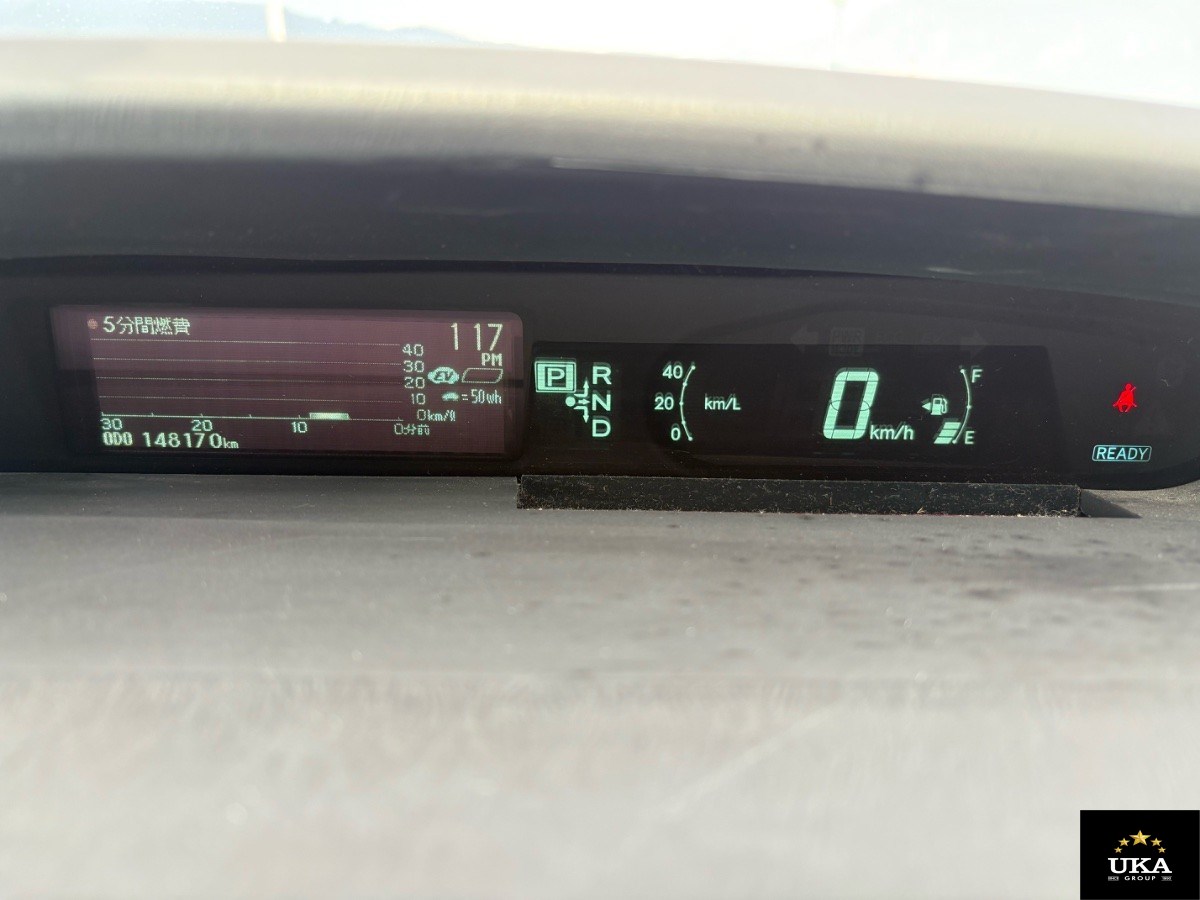 5分間燃費
117
PM
40
30
20
10
0km/ℓ
EV
=50Wh
30
20
10
0分前
ODO 148170km
P
R
N
D
40
20
0
km/L
0
km/h
F
E
READY
UKA
GROUP